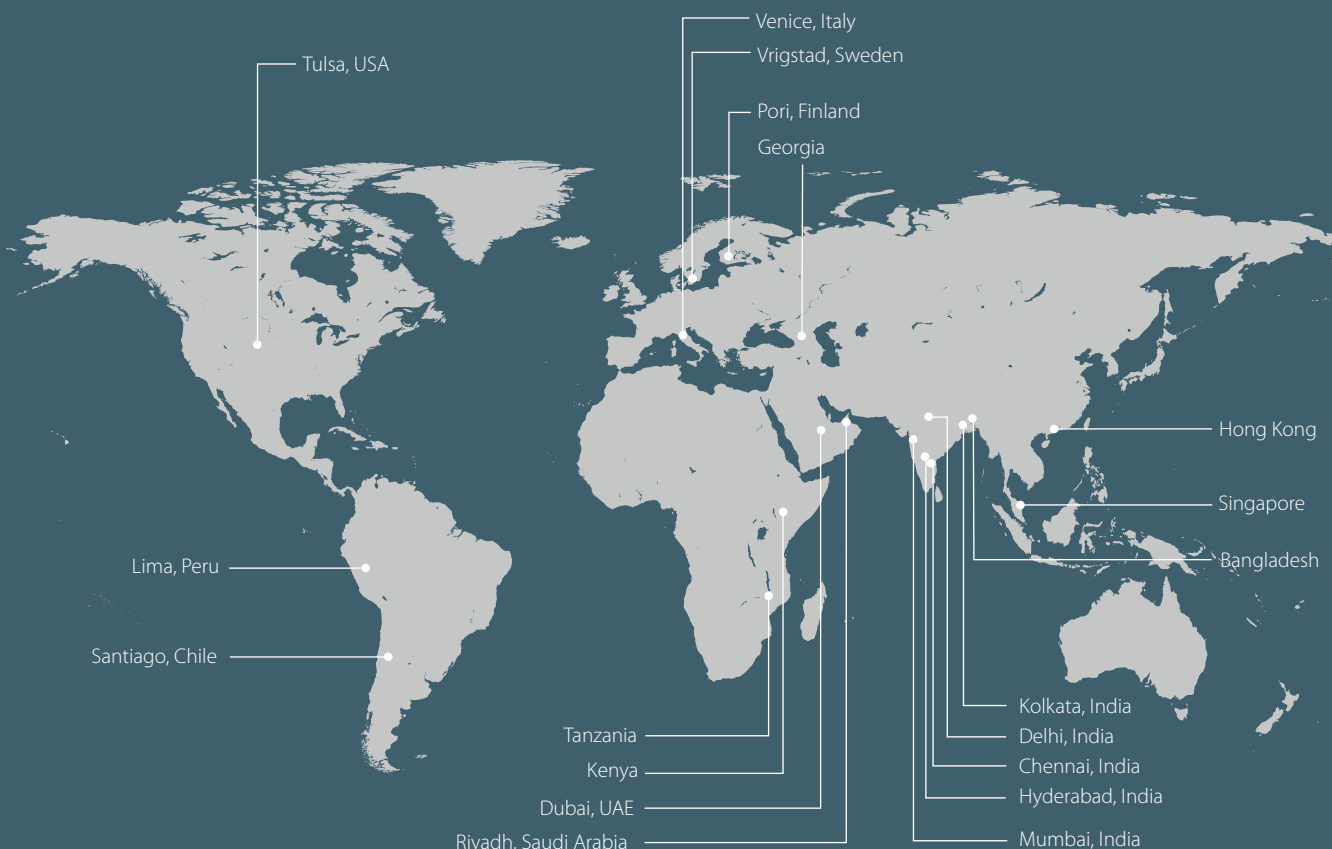 Venice, Italy
Vrigstad, Sweden
Tulsa, USA
Pori, Finland
Georgia
Hong Kong
Singapore
Bangladesh
Lima, Peru
Santiago, Chile
Kolkata, India
Delhi, India
Chennai, India
Hyderabad, India
Mumbai, India
Tanzania
Kenya
Dubai, UAE
Riyadh, Saudi Arabia